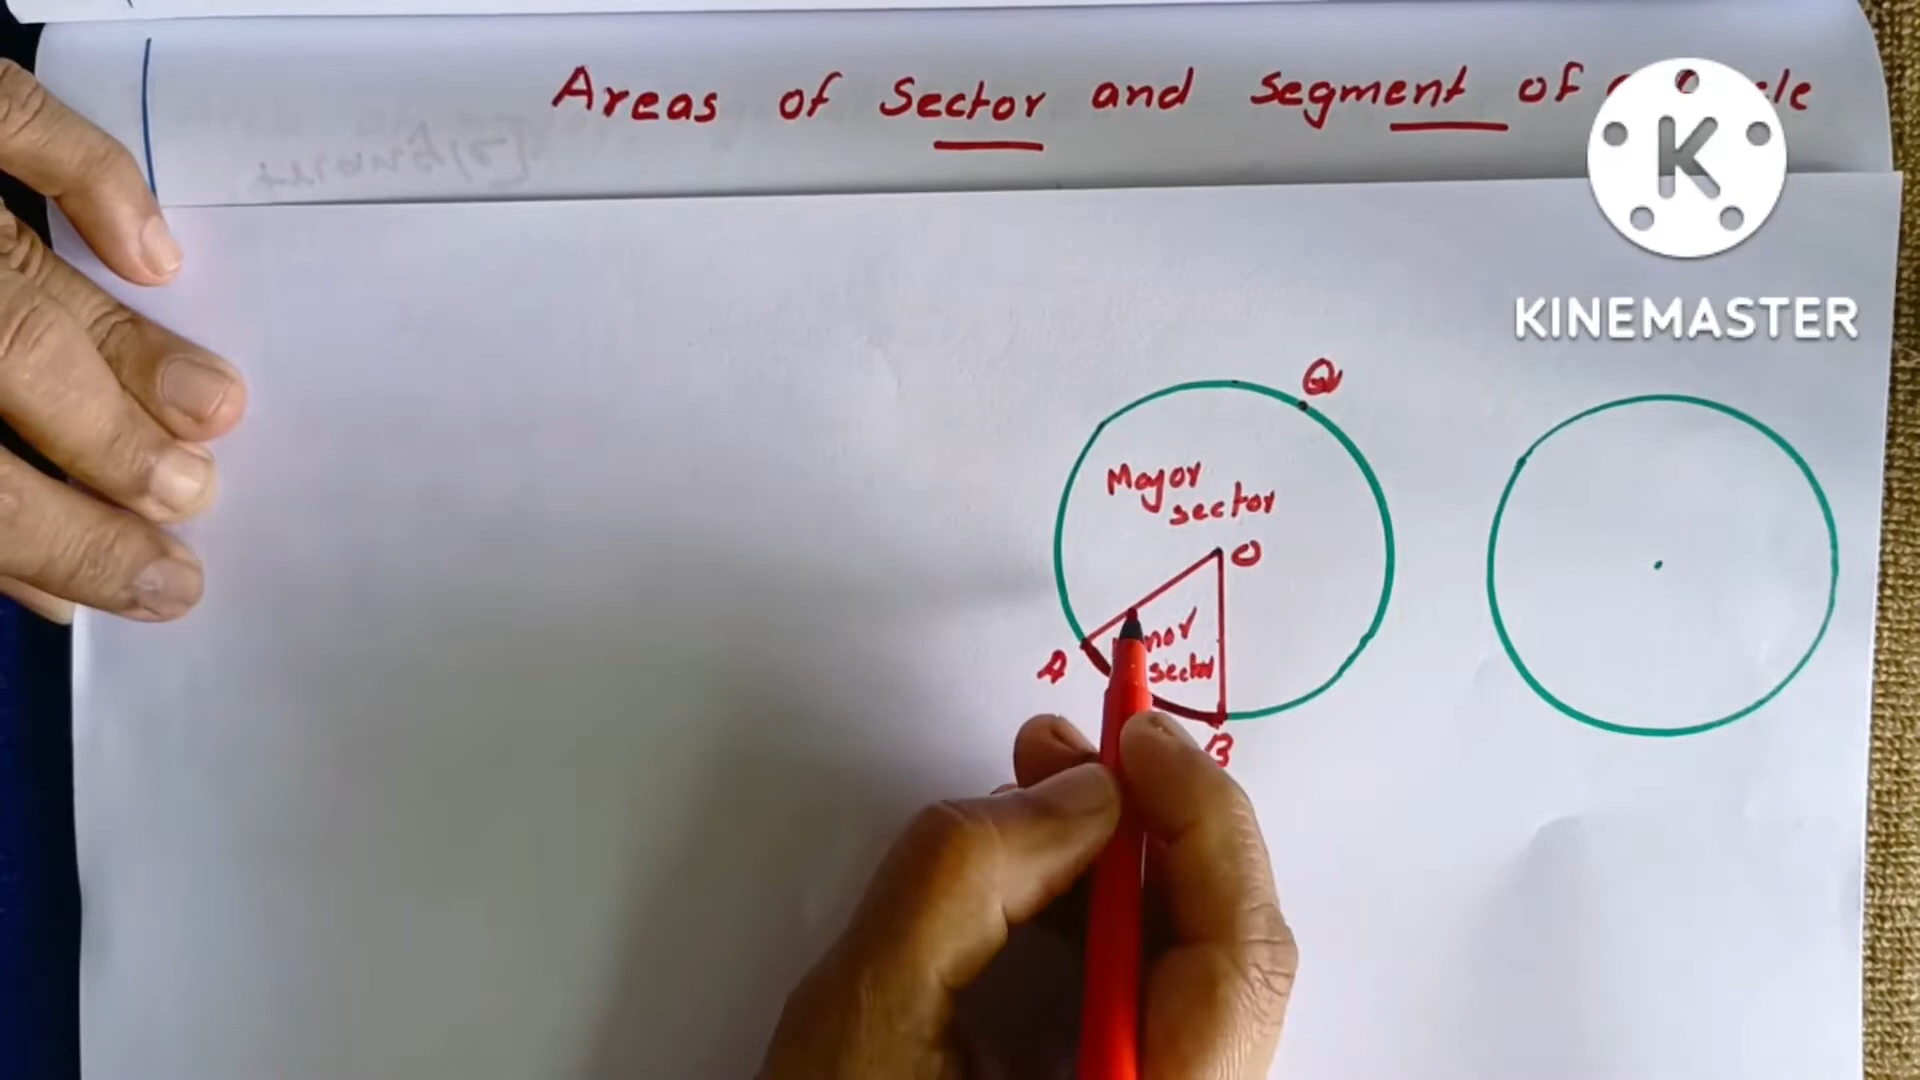 Areas of Sector and segment of
K
KINEMASTER
Q
Major
sector
O
sector
A
B